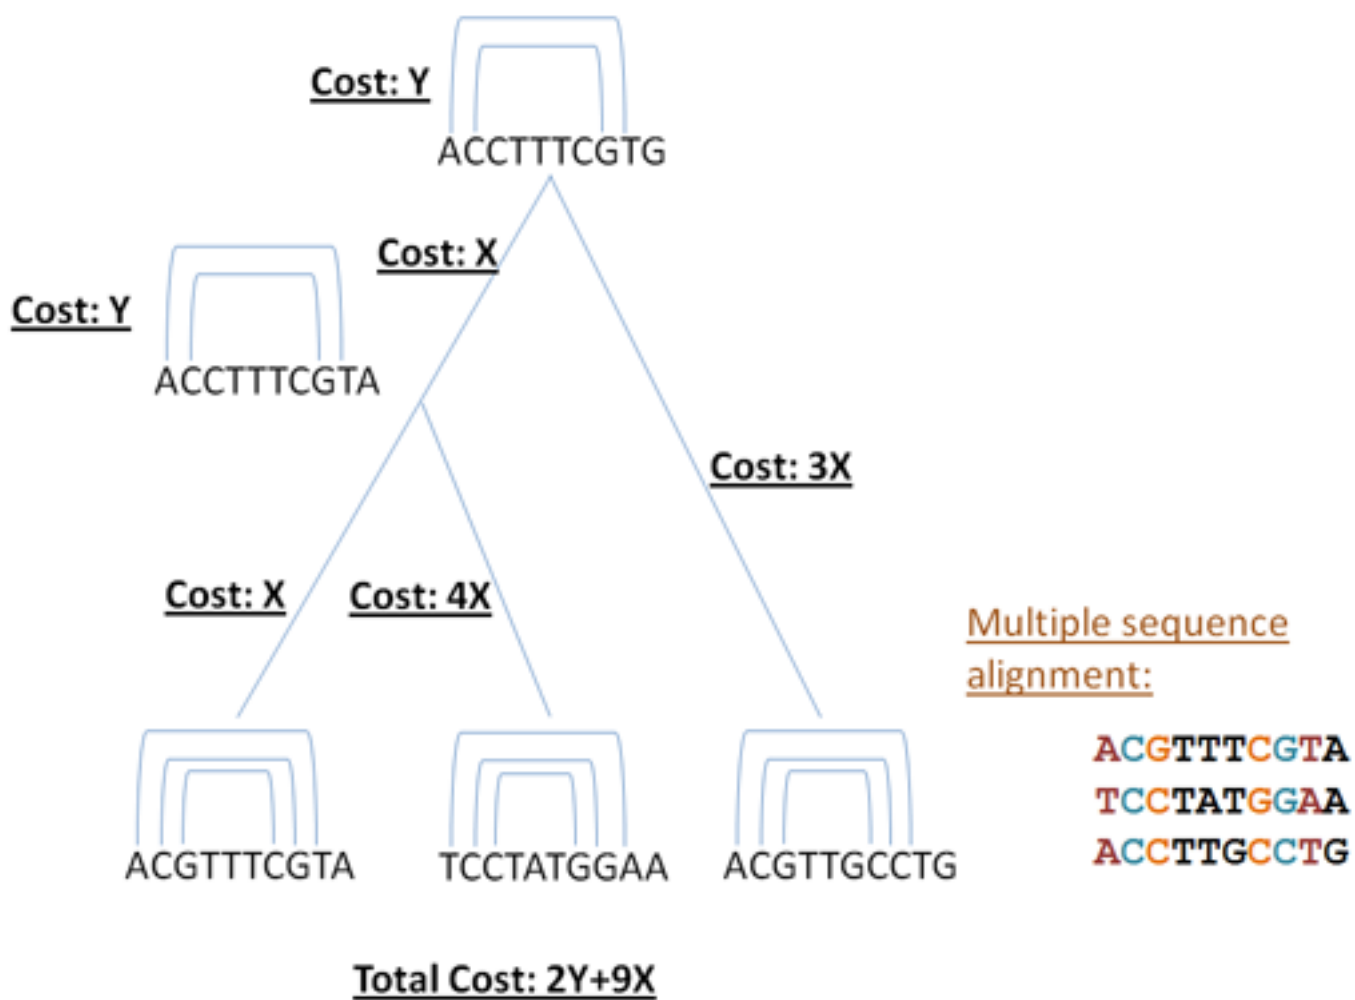 Cost: Y
ACCTTTCGTG
Cost: X
Cost: Y
ACCTTTCGTA
Cost: 3X
Cost: X
Cost: 4X
Multiple sequence
alignment:
ACGTTTCGTA
TCCTATGGAA
ACCTTGCCTG
ACGTTTCGTA
TCCTATGGAA
ACGTTGCCTG
Total Cost: 2Y+9X